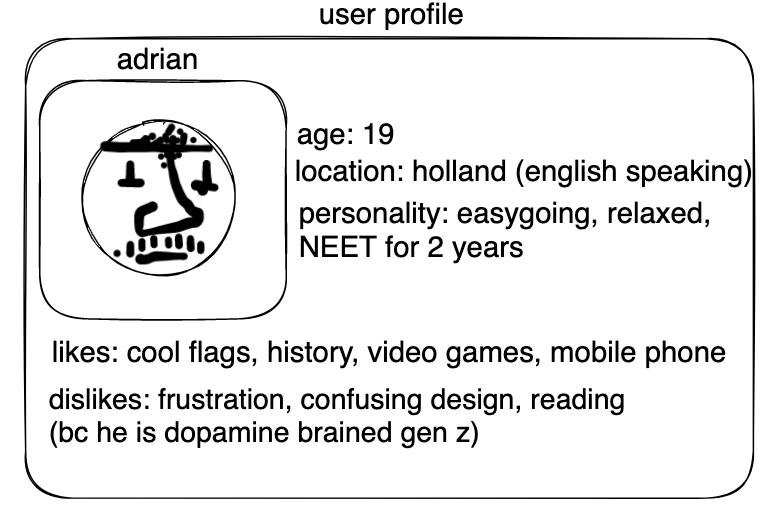 user profile
adrian
age: 19
location: holland (english speaking)
personality: easygoing, relaxed,
NEET for 2 years
likes: cool flags, history, video games, mobile phone
dislikes: frustration, confusing design, reading
(bc he is dopamine brained gen z)